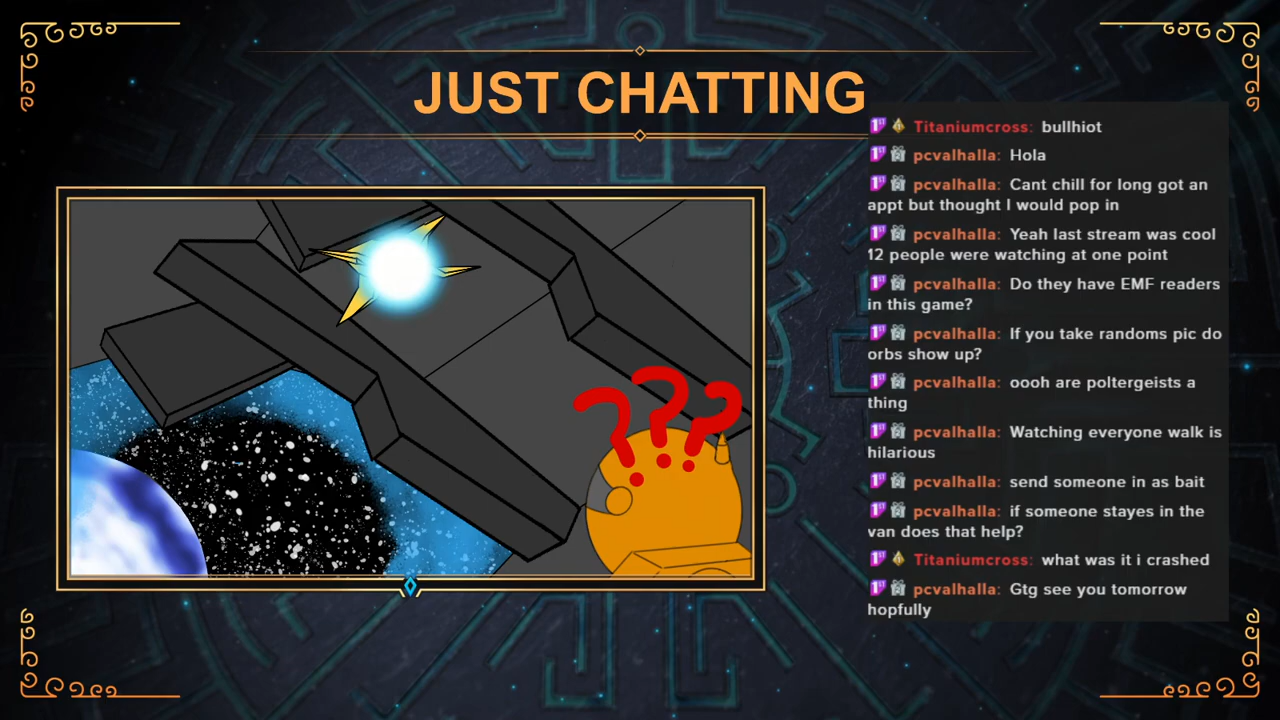 JUST CHATTING
Titaniumcross: bullhiot
pcvalhalla: Hola
pcvalhalla: Cant chill for long got an
appt but thought I would pop in
pcvalhalla: Yeah last stream was cool
12 people were watching at one point
pcvalhalla: Do they have EMF readers
in this game?
pcvalhalla: If you take randoms pic do
orbs show up?
pcvalhalla: oooh are poltergeists a
thing
pcvalhalla: Watching everyone walk is
hilarious
pcvalhalla: send someone in as bait
pcvalhalla: if someone stayes in the
van does that help?
Titaniumcross: what was it i crashed
pcvalhalla: Gtg see you tomorrow
hopfully
???